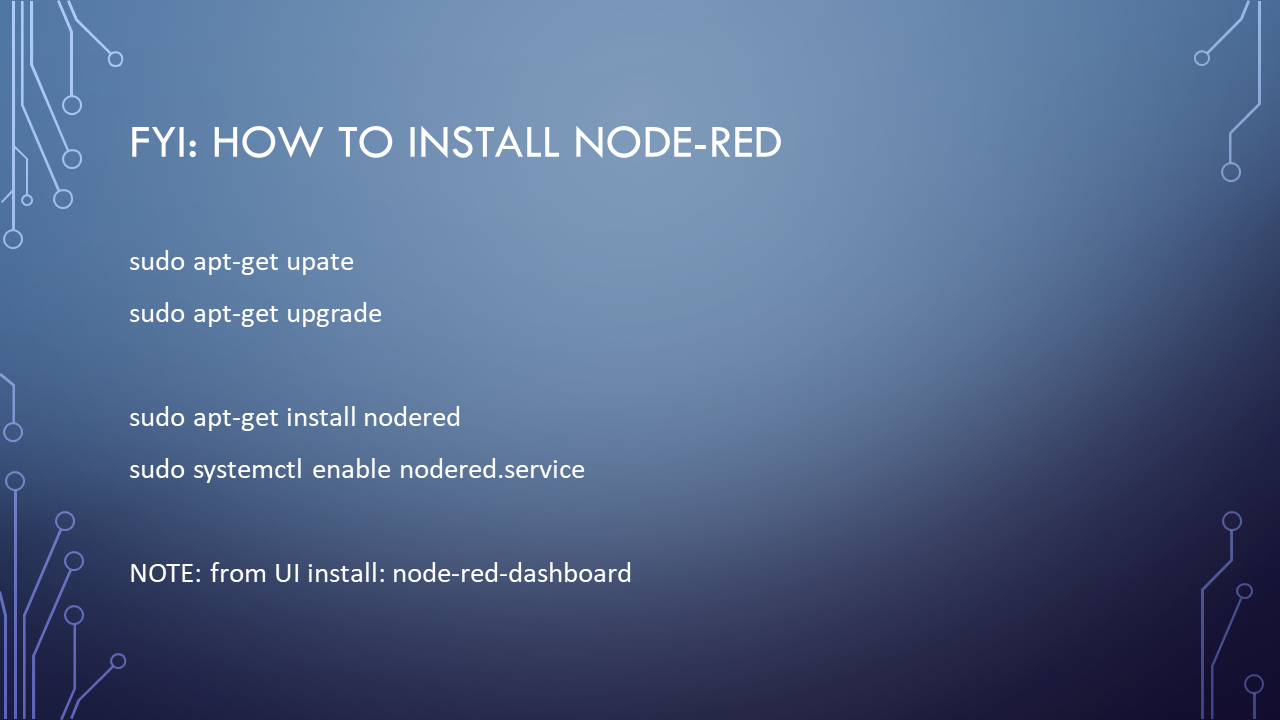 FYI: HOW TO INSTALL NODE-RED
sudo apt-get upate
sudo apt-get upgrade
sudo apt-get install nodered
sudo systemctl enable nodered.service
NOTE: from UI install: node-red-dashboard